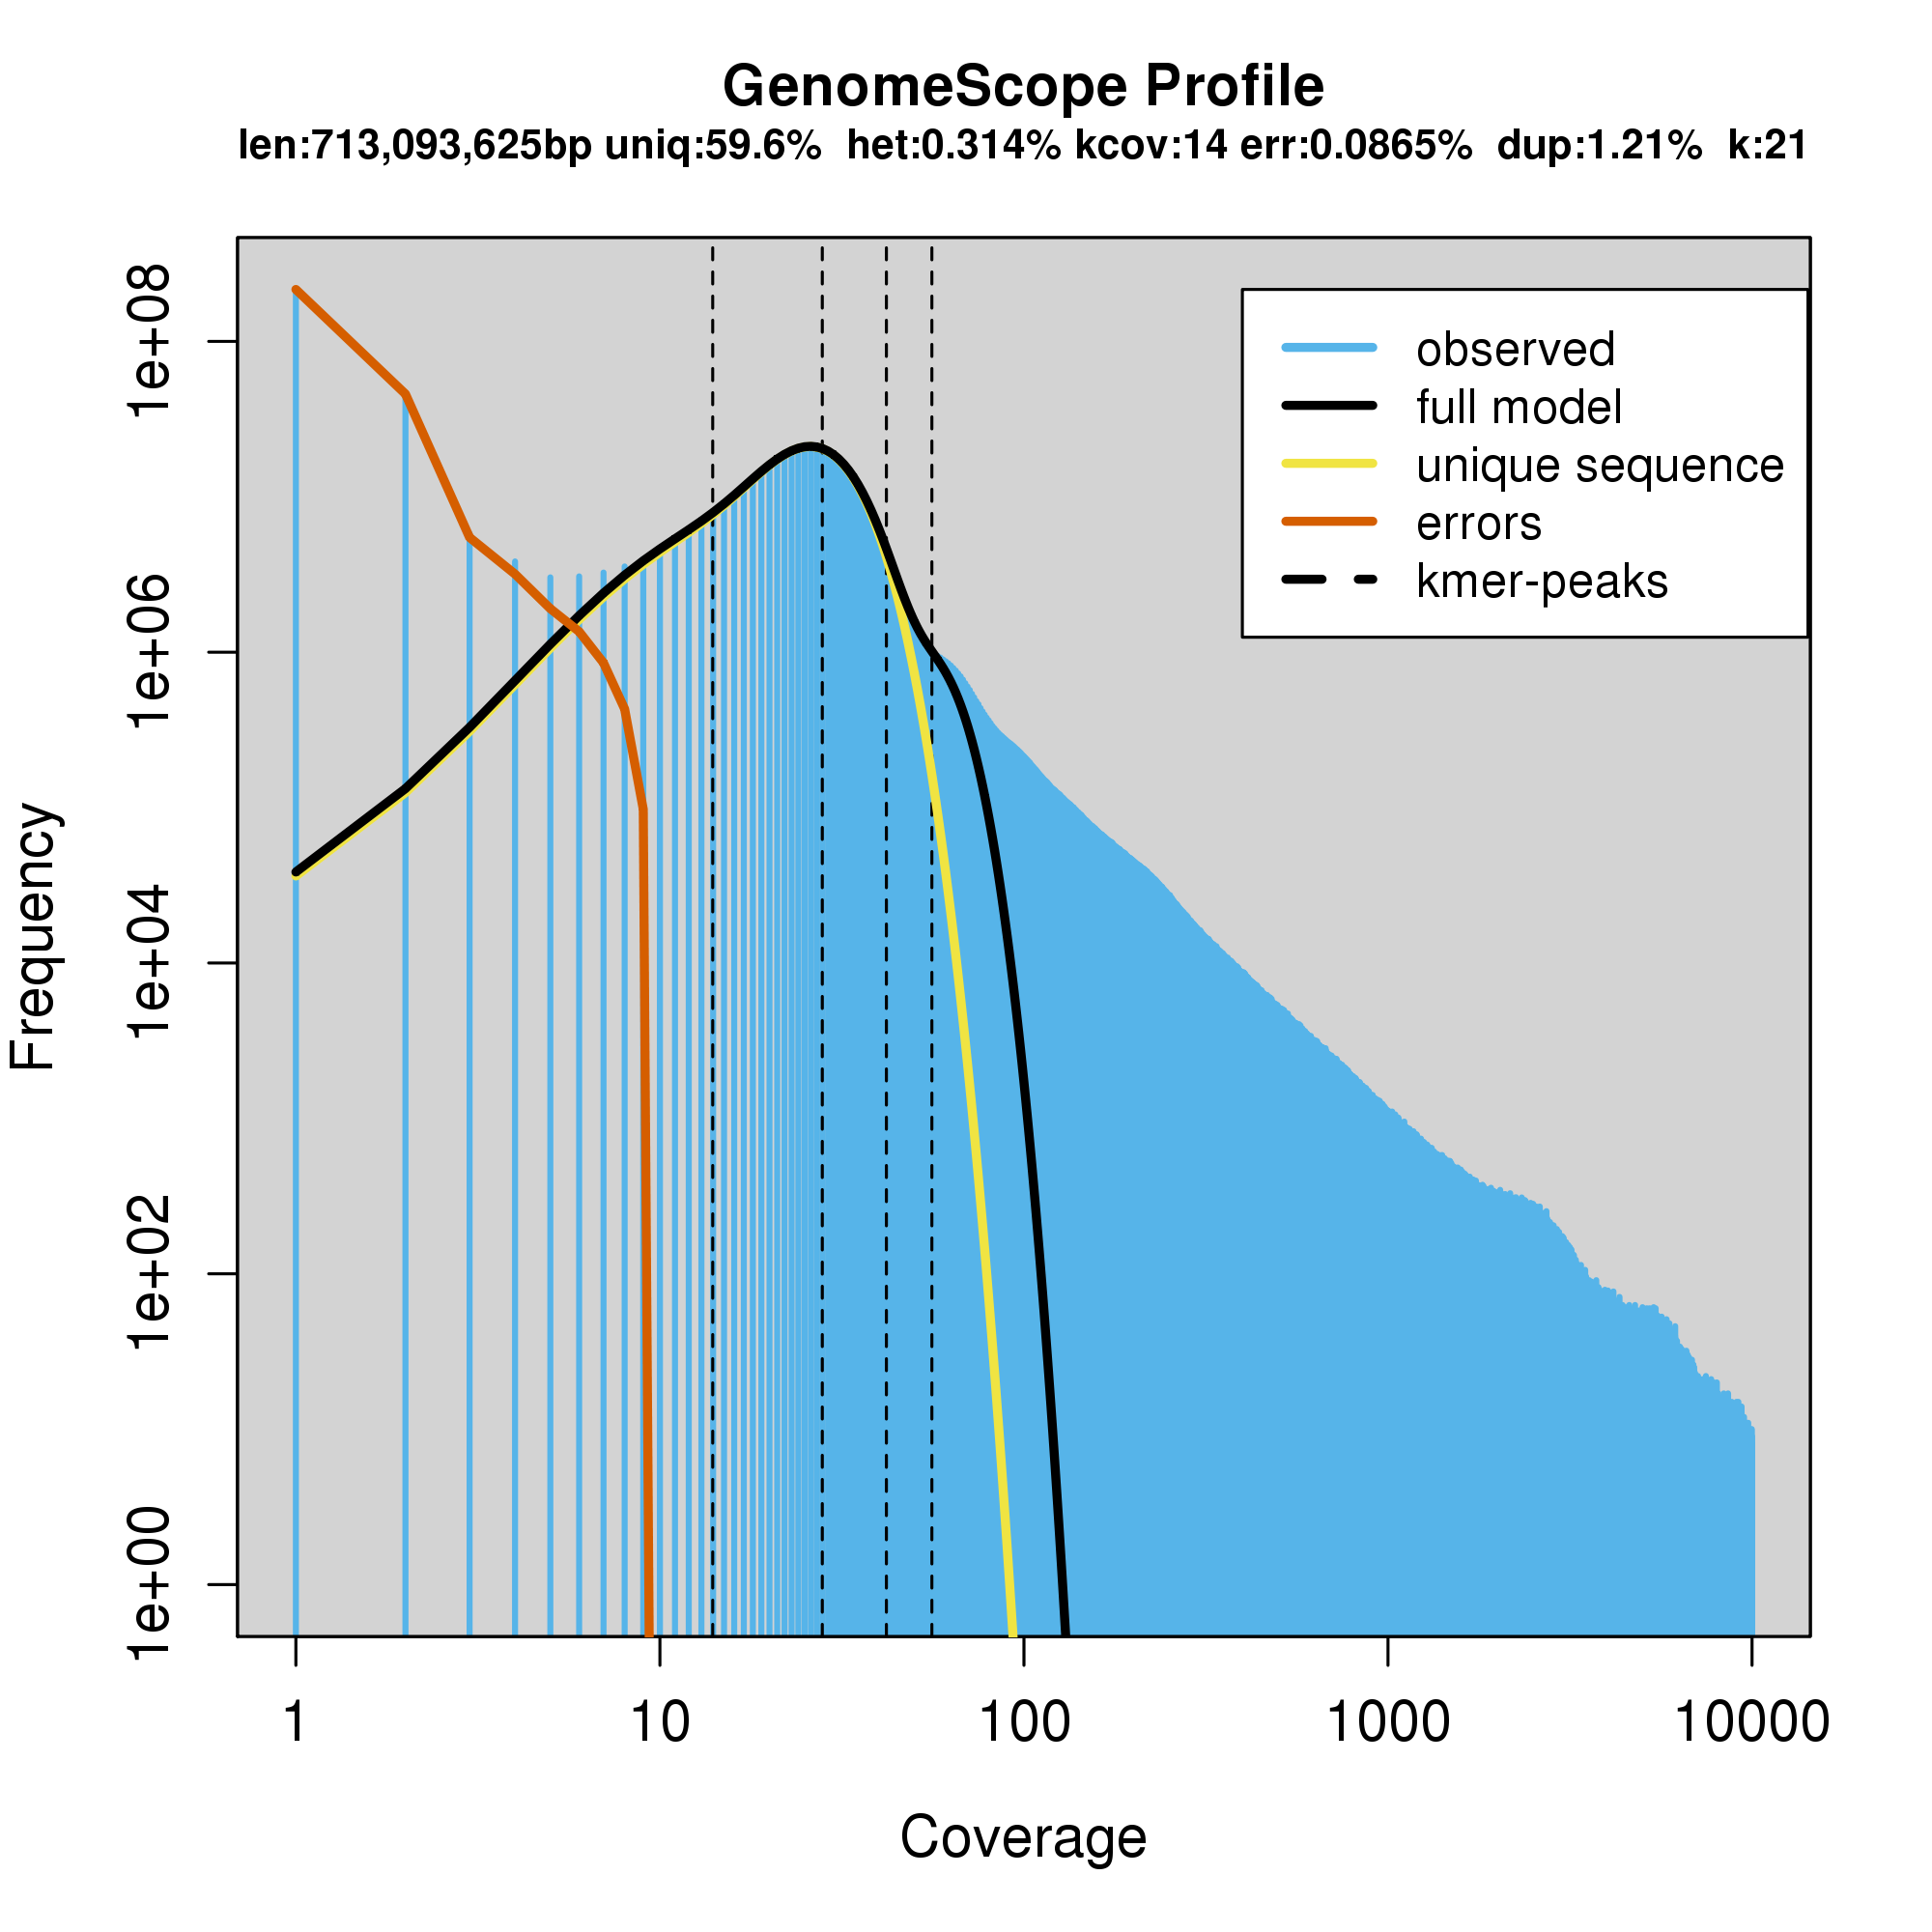 GenomeScope Profile
len:713,093,625bp uniq:59.6% het:0.314% kcov:14 err:0.0865% dup:1.21% k:21
observed
full model
unique sequence
errors
kmer-peaks
Frequency
1e+08
1e+06
1e+04
1e+02
1e+00
1 10 100 1000 10000
Coverage